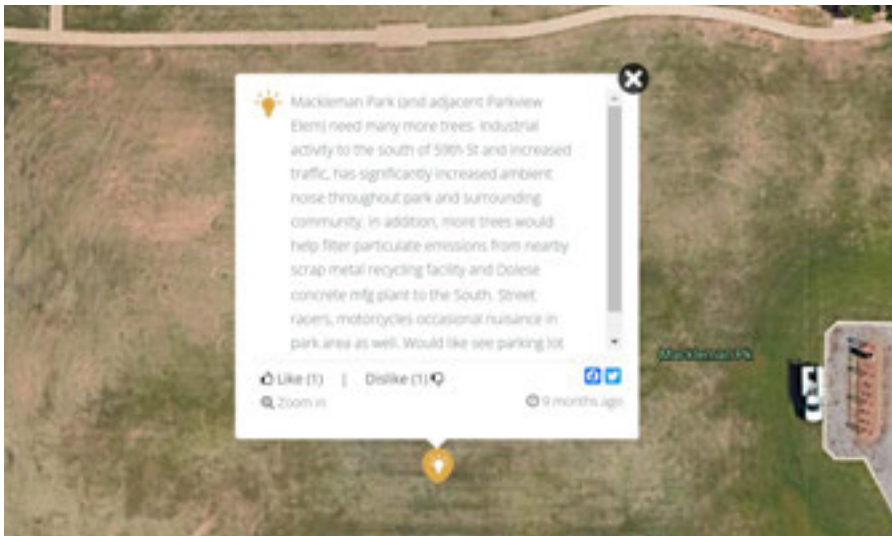 Mackleman Park (and adjacent Parkview
Elem) need many more trees. Industrial
activity to the south of 59th St and increased
traffic, has significantly increased ambient
noise throughout park and surrounding
community. In addition, more trees would
help filter particulate emissions from nearby
scrap metal recycling facility and Dolese
concrete mfg plant to the South. Street
racers, motorcycles occasional nuisance in
park area as well. Would like see parking lot
Mackleman Pk
Like (1) | Dislike (1)
Zoom in 9 months ago